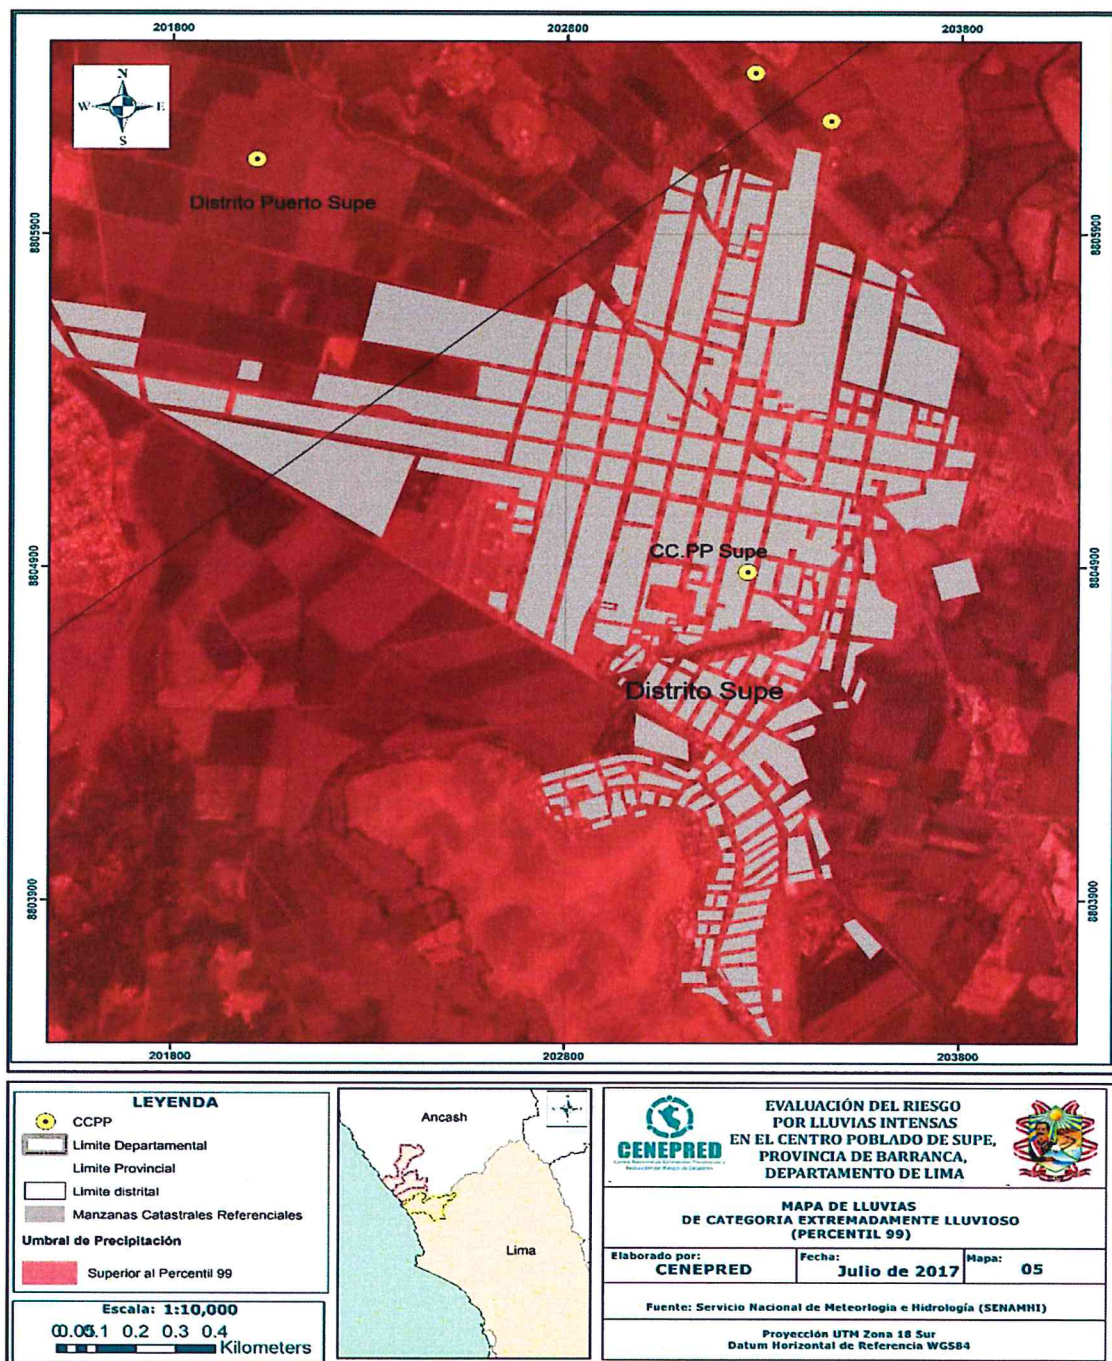 201800
202800
203800
N
W
E
S
Distrito Puerto Supe
8805900
8805900
CC.PP Supe
8804900
8804900
Distrito Supe
8803900
8803900
201800
202800
203800
LEYENDA
CCPP
Limite Departamental
Limite Provincial
Limite distrital
Manzanas Catastrales Referenciales
Umbral de Precipitación
Superior al Percentil 99
Escala: 1:10,000
0.2 0.3 0.4
Kilometers
Ancash
Lima
CENEPRED
EVALUACIÓN DEL RIESGO
POR LLUVIAS INTENSAS
EN EL CENTRO POBLADO DE SUPE,
PROVINCIA DE BARRANCA,
DEPARTAMENTO DE LIMA
MAPA DE LLUVIAS
DE CATEGORIA EXTREMADAMENTE LLUVIOSO
(PERCENTIL 99)
Elaborado por:
CENEPRED
Fecha:
Julio de 2017
Mapa:
05
Fuente: Servicio Nacional de Meteorlogia e Hidrología (SENAMHI)
Proyección UTM Zona 18 Sur
Datum Horizontal de Referencia WGS84